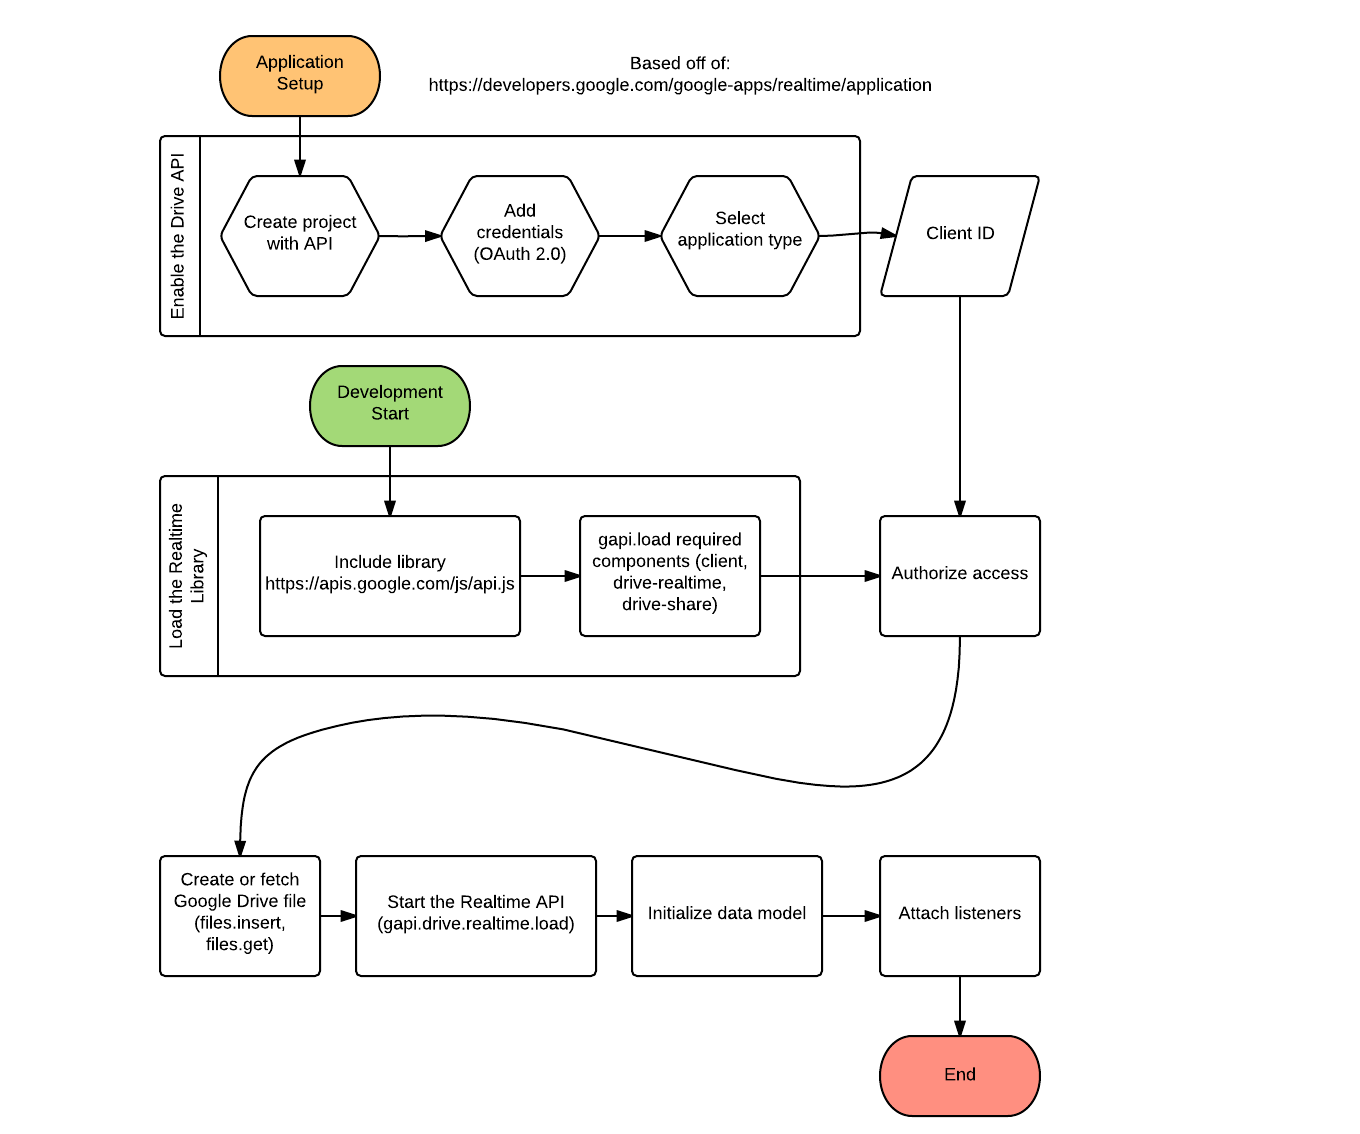 Application
Setup
Based off of:
https://developers.google.com/google-apps/realtime/application
Enable the Drive API
Create project
with API
Add
credentials
(OAuth 2.0)
Select
application type
Client ID
Development
Start
Load the Realtime
Library
Include library
https://apis.google.com/js/api.js
gapi.load required
components (client,
drive-realtime,
drive-share)
Authorize access
Create or fetch
Google Drive file
(files.insert,
files.get)
Start the Realtime API
(gapi.drive.realtime.load)
Initialize data model
Attach listeners
End